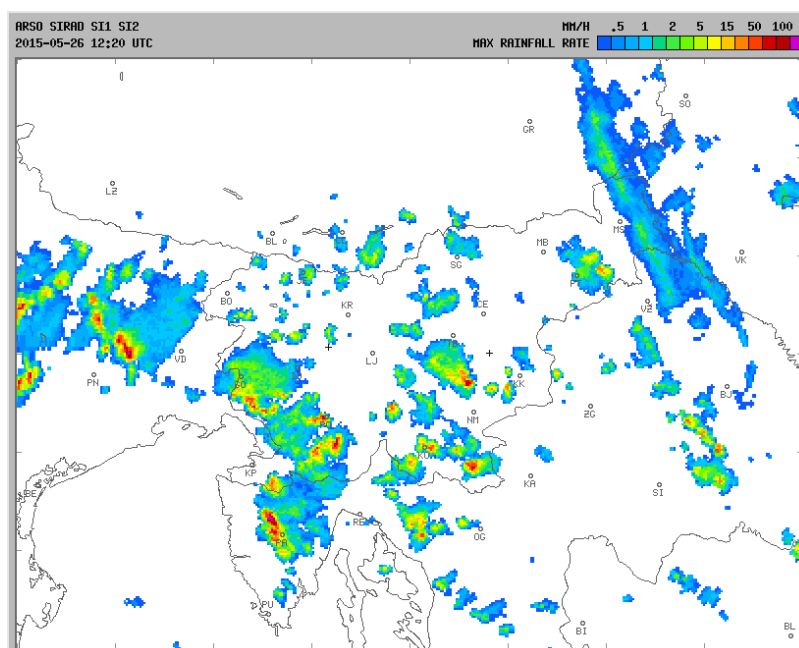 ARSO SIRAD SI1 SI2 MM/H .5 1 2 5 15 50 100
2015-05-26 12:20 UTC MAX RAINFALL RATE
SO
GR
LZ
MS
BL
MB
VK
SG
BO
VZ
KR
CE
LJ
VD
PN
KK
BJ
ZG
NM
KO
KP
KA
SI
BE
RE
OG
PU
BI
BL